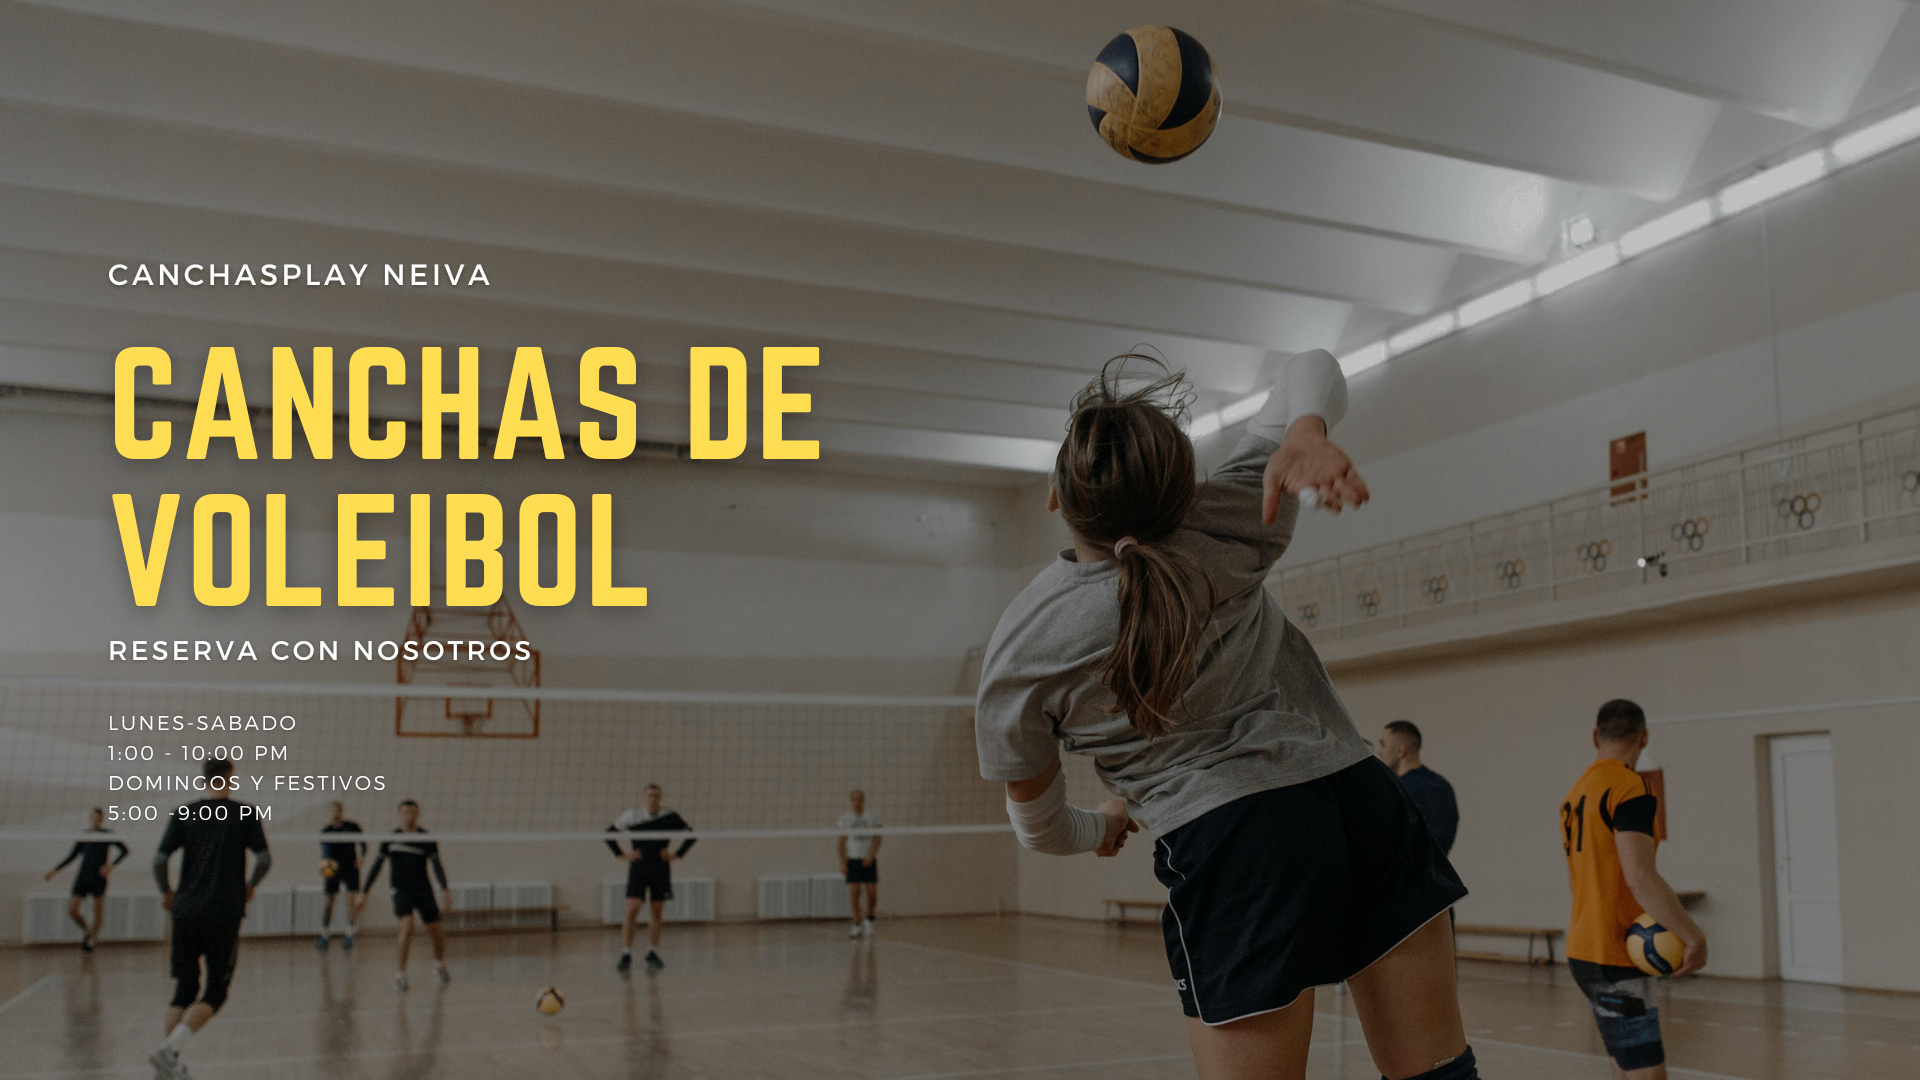 CANCHASPLAY NEIVA
CANCHAS DE
VOLEIBOL
RESERVA CON NOSOTROS
LUNES-SABADO
1:00 - 10:00 PM
DOMINGOS Y FESTIVOS
5:00 -9:00 PM
31